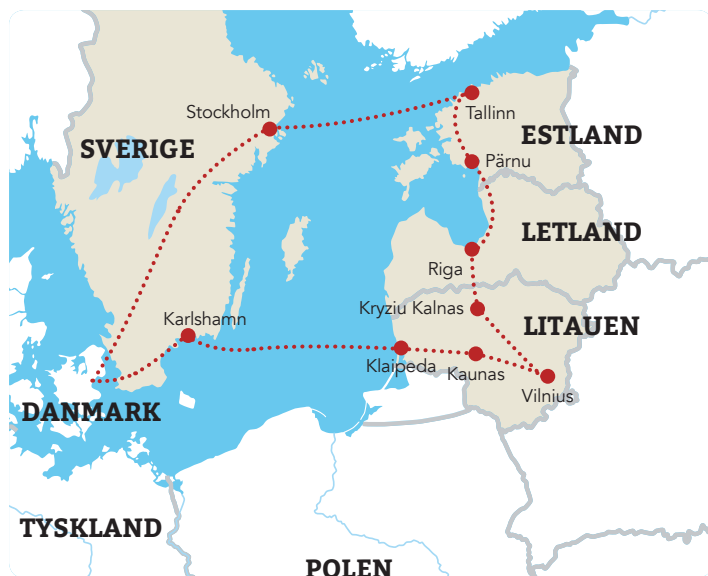 Stockholm
Tallinn
SVERIGE
ESTLAND
Pärnu
LETLAND
Riga
Kryziu Kalnas
Karlshamn
LITAUEN
Klaipeda
Kaunas
Vilnius
DANMARK
TYSKLAND
POLEN